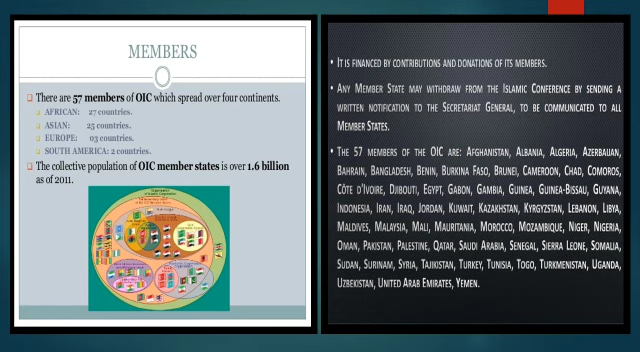 MEMBERS
There are 57 members of OIC which spread over four continents.
AFRICAN: 27 countries.
ASIAN: 25 countries.
EUROPE: 03 countries.
SOUTH AMERICA: 2 countries.
The collective population of OIC member states is over 1.6 billion
as of 2011.
It is financed by contributions and donations of its members.
Any Member State may withdraw from the Islamic Conference by sending a
written notification to the Secretariat General, to be communicated to all
Member States.
The 57 members of the OIC are: Afghanistan, Albania, Algeria, Azerbaijan,
Bahrain, Bangladesh, Benin, Burkina Faso, Brunei, Cameroon, Chad, Comoros,
Côte d'Ivoire, Djibouti, Egypt, Gabon, Gambia, Guinea, Guinea-Bissau, Guyana,
Indonesia, Iran, Iraq, Jordan, Kuwait, Kazakhstan, Kyrgyzstan, Lebanon, Libya,
Maldives, Malaysia, Mali, Mauritania, Morocco, Mozambique, Niger, Nigeria,
Oman, Pakistan, Palestine, Qatar, Saudi Arabia, Senegal, Sierra Leone, Somalia,
Sudan, Surinam, Syria, Tajikistan, Turkey, Tunisia, Togo, Turkmenistan, Uganda,
Uzbekistan, United Arab Emirates, Yemen.